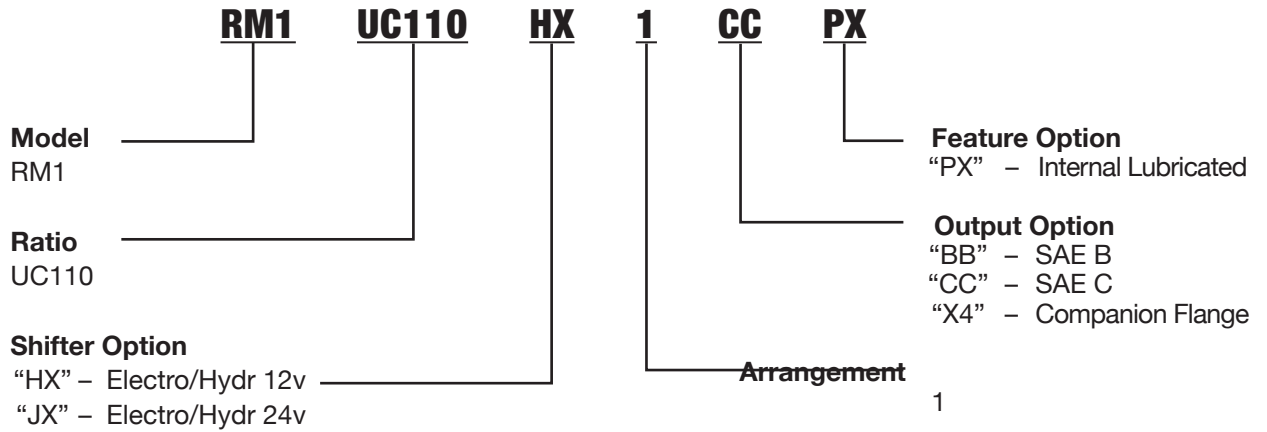 RM1 UC110 HX 1 CC PX
Model
RM1
Ratio
UC110
Shifter Option
“HX” – Electro/Hydr 12v
“JX” – Electro/Hydr 24v
Feature Option
“PX” – Internal Lubricated
Output Option
“BB” – SAE B
“CC” – SAE C
“X4” – Companion Flange
Arrangement
1